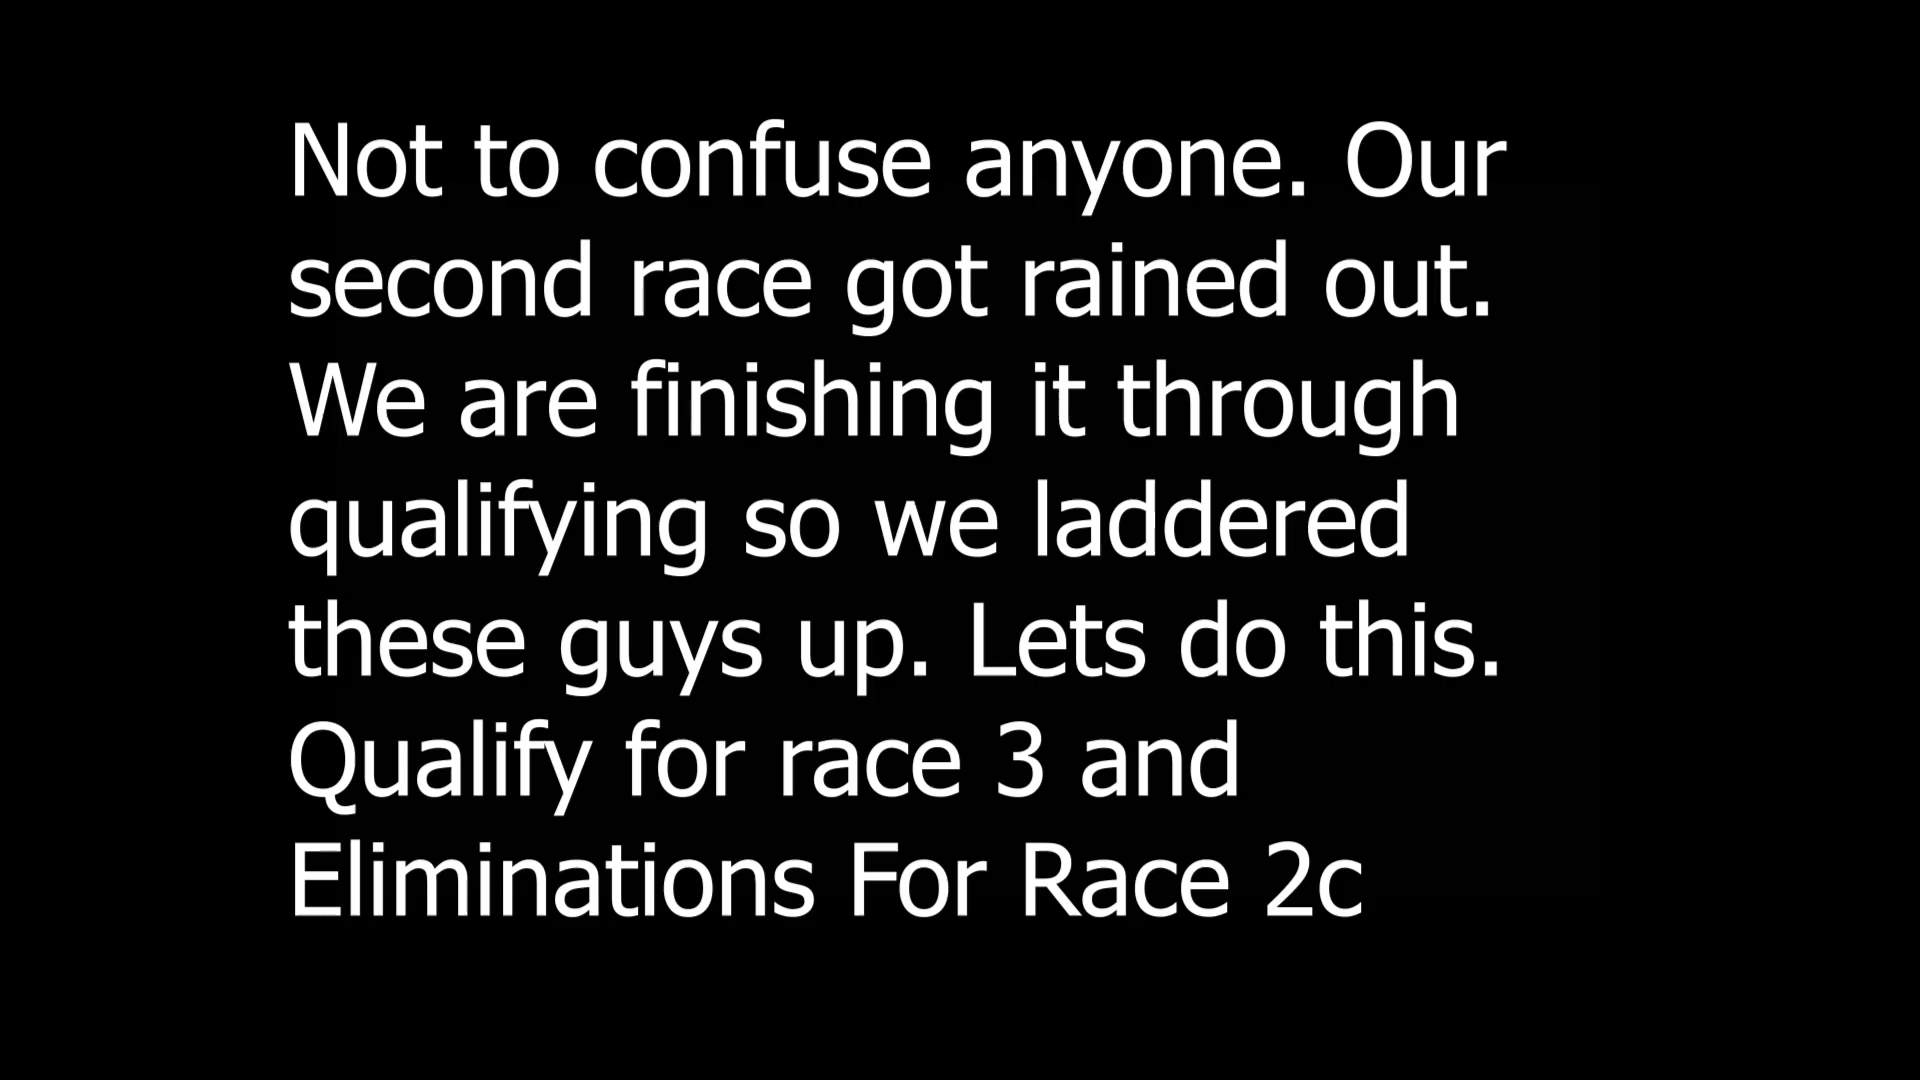 Not to confuse anyone. Our
second race got rained out.
We are finishing it through
qualifying so we laddered
these guys up. Lets do this.
Qualify for race 3 and
Eliminations For Race 2c